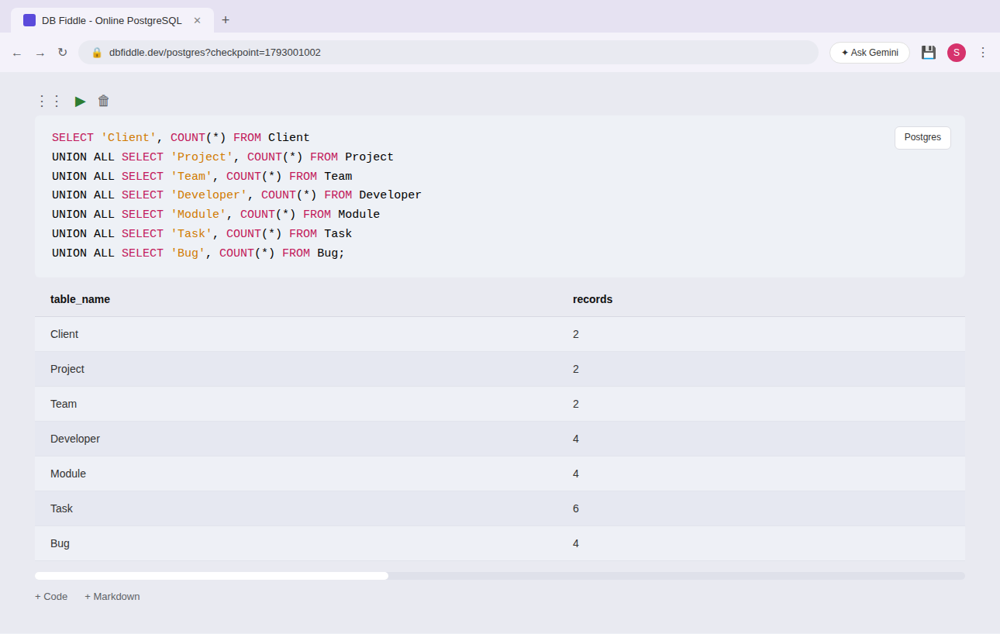 DB Fiddle - Online PostgreSQL ✕ +
← → ↻ 🔒 dbfiddle.dev/postgres?checkpoint=1793001002 ✦ Ask Gemini 💾 S ⋮
⋮⋮ ▶ 🗑
SELECT 'Client', COUNT(*) FROM Client
Postgres
UNION ALL SELECT 'Project', COUNT(*) FROM Project
UNION ALL SELECT 'Team', COUNT(*) FROM Team
UNION ALL SELECT 'Developer', COUNT(*) FROM Developer
UNION ALL SELECT 'Module', COUNT(*) FROM Module
UNION ALL SELECT 'Task', COUNT(*) FROM Task
UNION ALL SELECT 'Bug', COUNT(*) FROM Bug;
table_name records
Client 2
Project 2
Team 2
Developer 4
Module 4
Task 6
Bug 4
+ Code + Markdown